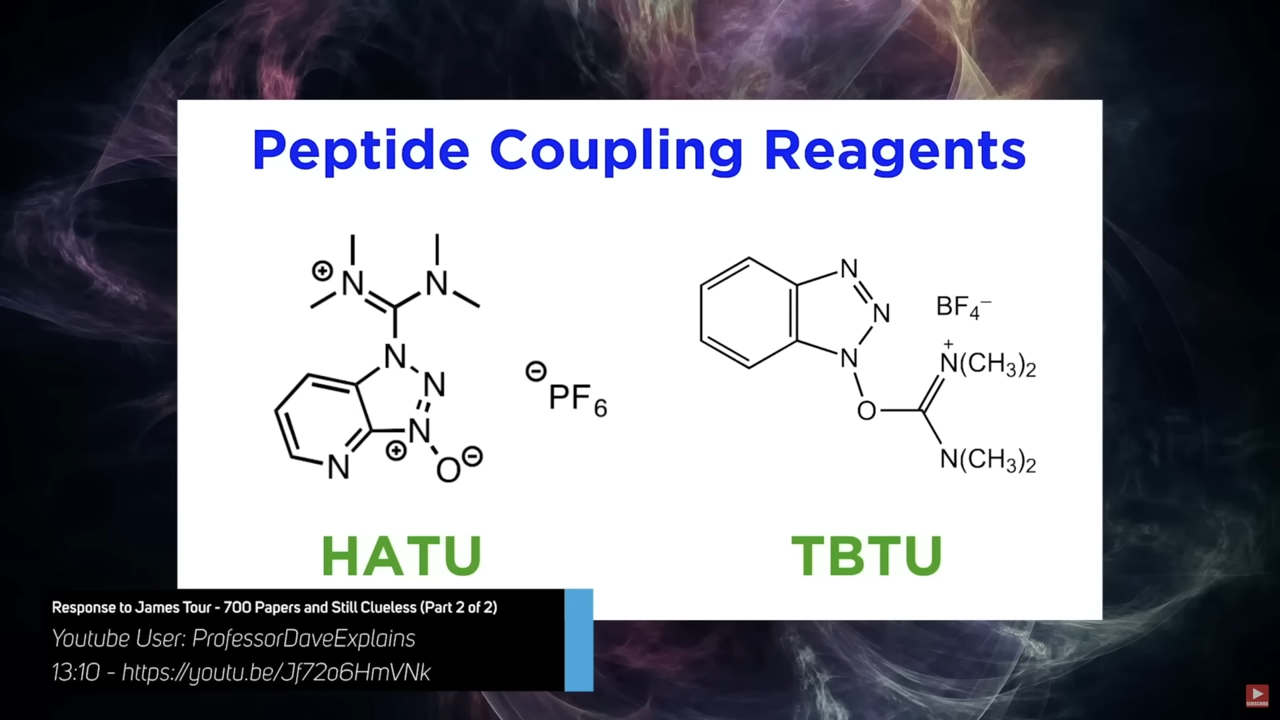 Peptide Coupling Reagents
⊕
N
N
N
N
N
⊕
O⊖
N
⊖
PF6
N
N
N
O
BF4−
+
N(CH3)2
N(CH3)2
HATU
TBTU
Response to James Tour - 700 Papers and Still Clueless (Part 2 of 2)
Youtube User: ProfessorDaveExplains
13:10 - https://youtu.be/Jf72o6HmVNk
SUBSCRIBE